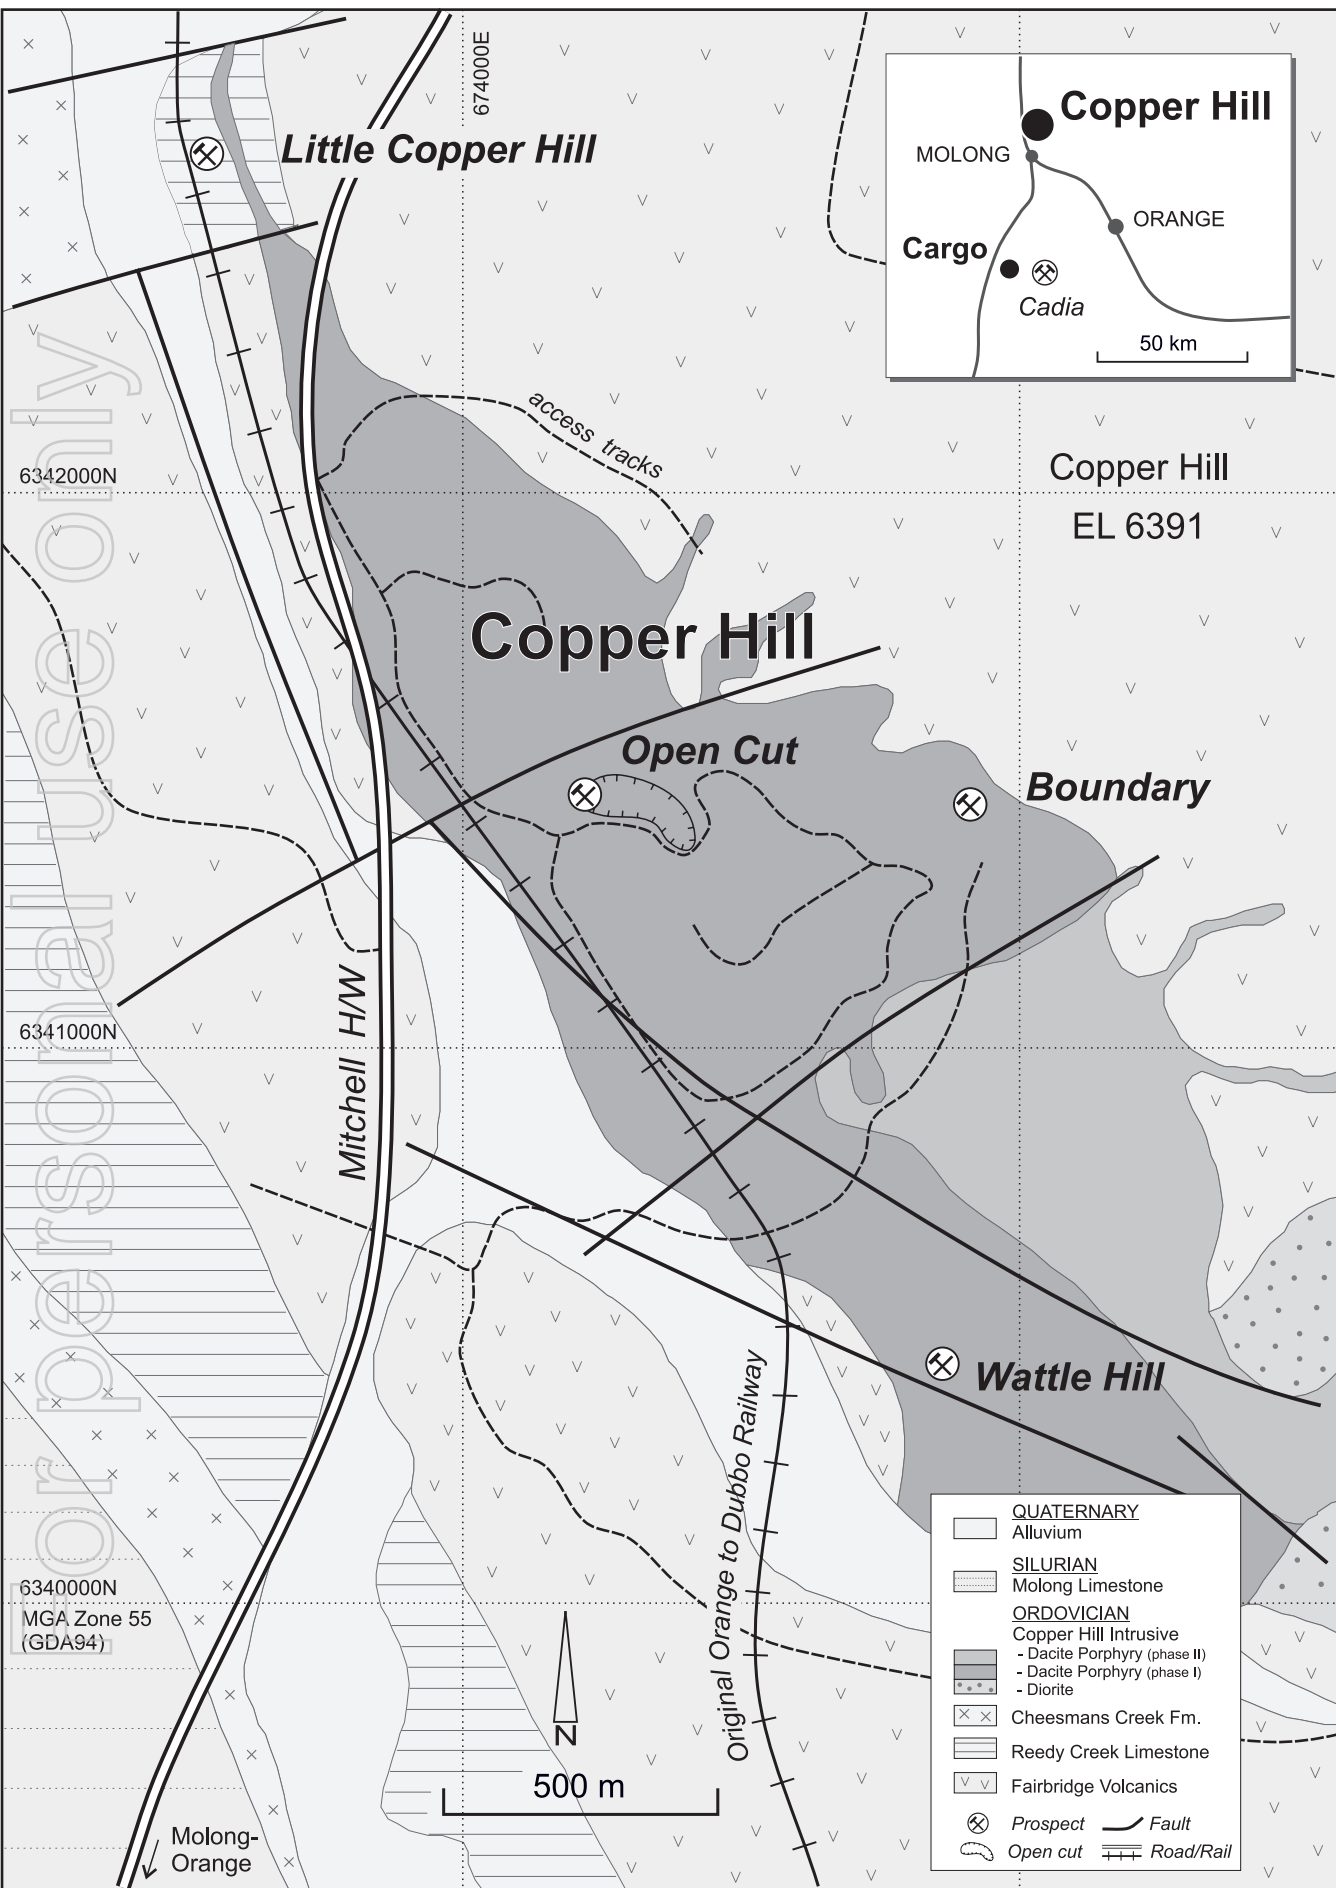 674000E
Little Copper Hill
Copper Hill
MOLONG
ORANGE
Cargo
Cadia
50 km
access tracks
6342000N
Copper Hill
EL 6391
Copper Hill
Open Cut
Boundary
Mitchell H/W
6341000N
Wattle Hill
Original Orange to Dubbo Railway
6340000N
MGA Zone 55
(GDA94)
N
500 m
Molong-
Orange
QUATERNARY
Alluvium
SILURIAN
Molong Limestone
ORDOVICIAN
Copper Hill Intrusive
- Dacite Porphyry (phase II)
- Dacite Porphyry (phase I)
- Diorite
Cheesmans Creek Fm.
Reedy Creek Limestone
Fairbridge Volcanics
Prospect Fault
Open cut Road/Rail
For personal use only